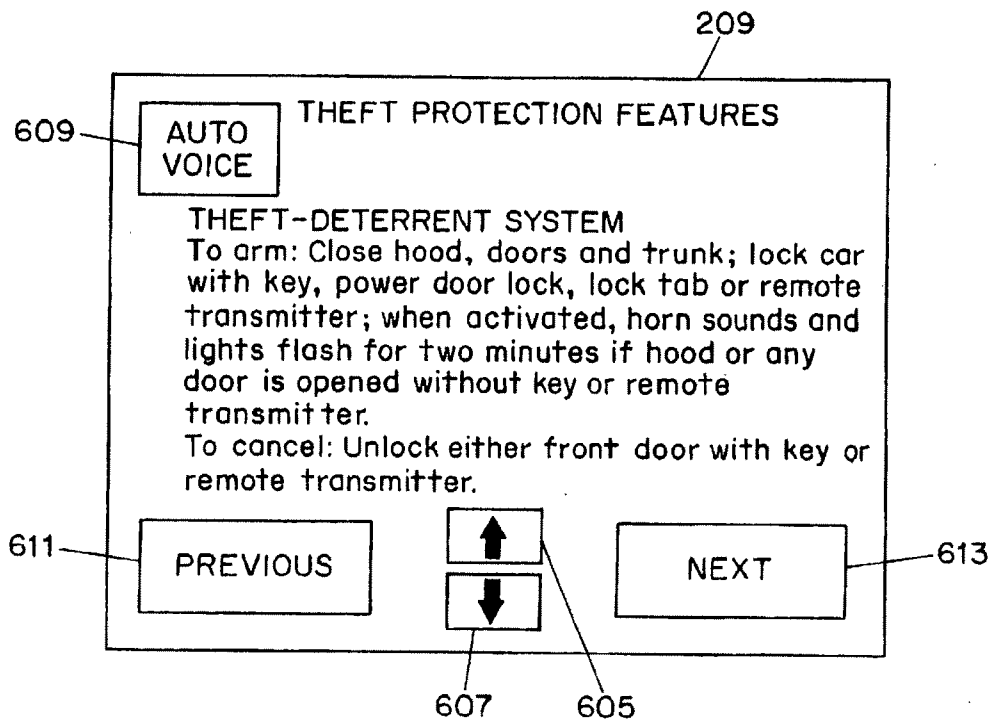 209
THEFT PROTECTION FEATURES
609
AUTO
VOICE
THEFT-DETERRENT SYSTEM
To arm: Close hood, doors and trunk; lock car
with key, power door lock, lock tab or remote
transmitter; when activated, horn sounds and
lights flash for two minutes if hood or any
door is opened without key or remote
transmitter.
To cancel: Unlock either front door with key or
remote transmitter.
611
PREVIOUS
NEXT
613
607
605